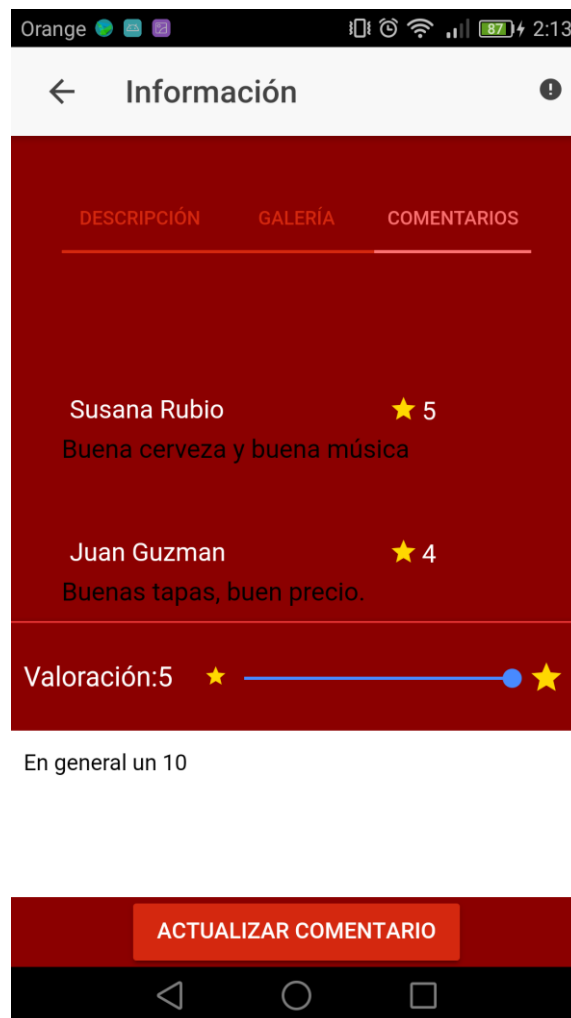 Orange 87 2:13
Información
DESCRIPCIÓN GALERÍA COMENTARIOS
Susana Rubio 5
Buena cerveza y buena música
Juan Guzman 4
Buenas tapas, buen precio.
Valoración:5
En general un 10
ACTUALIZAR COMENTARIO